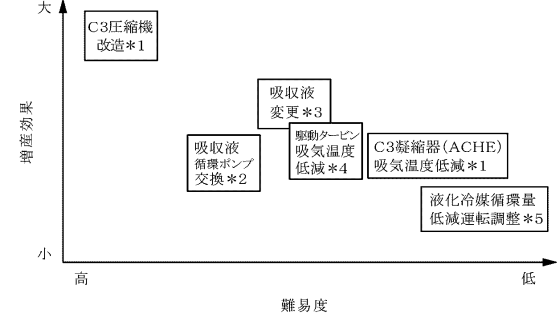 大
C3圧縮機
改造＊1
吸収液
変更＊3
駆動タービン
吸気温度
低減＊4
吸収液
循環ポンプ
交換＊2
C3凝縮器(ACHE)
吸気温度低減＊1
液化冷媒循環量
低減運転調整＊5
増産効果
小
高
低
難易度